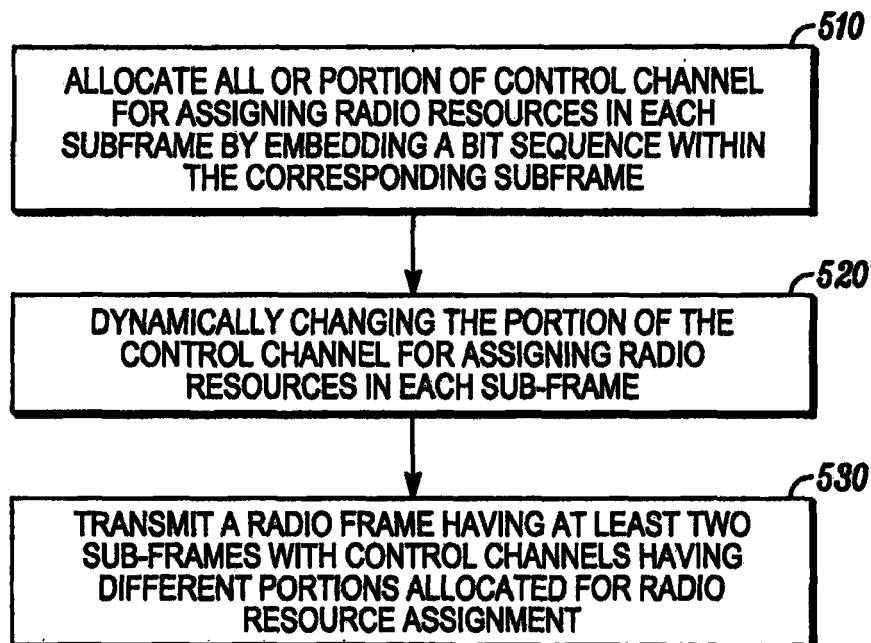 510
ALLOCATE ALL OR PORTION OF CONTROL CHANNEL
FOR ASSIGNING RADIO RESOURCES IN EACH
SUBFRAME BY EMBEDDING A BIT SEQUENCE WITHIN
THE CORRESPONDING SUBFRAME
520
DYNAMICALLY CHANGING THE PORTION OF THE
CONTROL CHANNEL FOR ASSIGNING RADIO
RESOURCES IN EACH SUB-FRAME
530
TRANSMIT A RADIO FRAME HAVING AT LEAST TWO
SUB-FRAMES WITH CONTROL CHANNELS HAVING
DIFFERENT PORTIONS ALLOCATED FOR RADIO
RESOURCE ASSIGNMENT